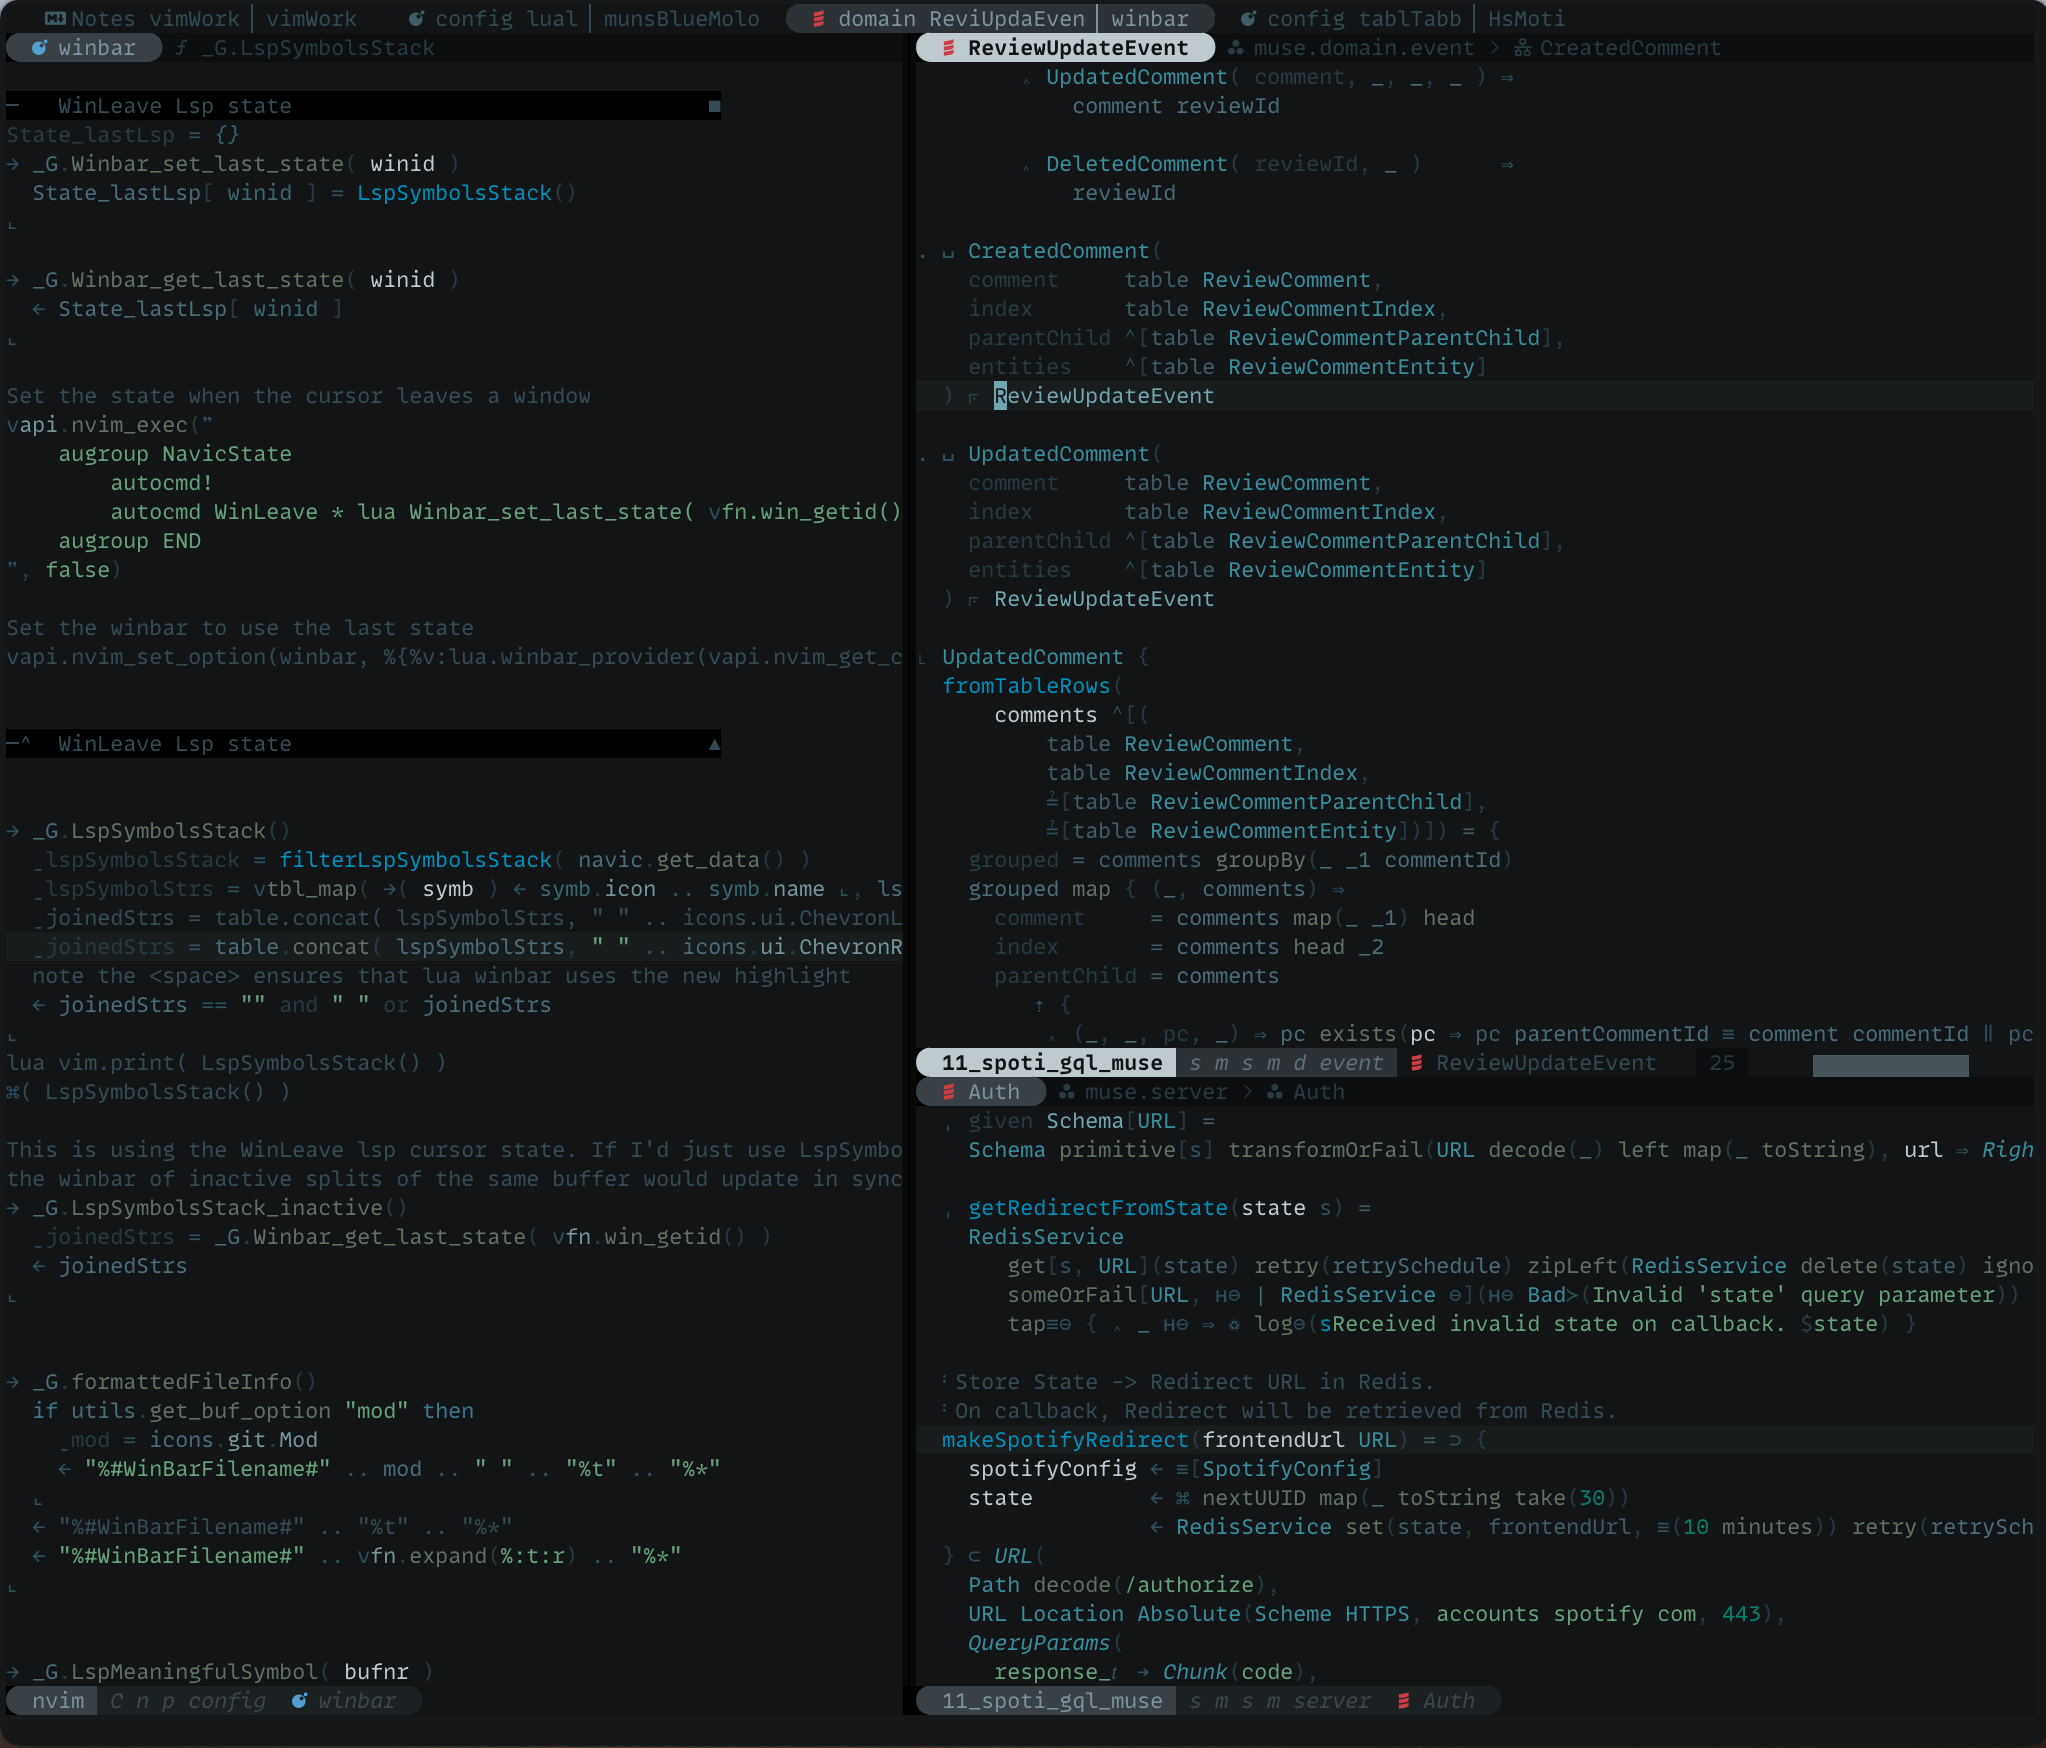 Notes vimWork │ vimWork  config lual │ munsBlueMolo  domain ReviUpdaEven │ winbar  config tablTabb │ HsMoti
winbar  ƒ _G.LspSymbolsStack
─   WinLeave Lsp state   ■
State_lastLsp = {}
→ _G.Winbar_set_last_state( winid )
  State_lastLsp[ winid ] = LspSymbolsStack()
⌞
→ _G.Winbar_get_last_state( winid )
  ← State_lastLsp[ winid ]
⌞
Set the state when the cursor leaves a window
vapi.nvim_exec("
    augroup NavicState
        autocmd!
        autocmd WinLeave * lua Winbar_set_last_state( vfn.win_getid()
    augroup END
", false)
Set the winbar to use the last state
vapi.nvim_set_option(winbar, %{%v:lua.winbar_provider(vapi.nvim_get_c
─^  WinLeave Lsp state   ▲
→ _G.LspSymbolsStack()
  _lspSymbolsStack = filterLspSymbolsStack( navic.get_data() )
  _lspSymbolStrs = vtbl_map( →( symb ) ← symb.icon .. symb.name ⌞, ls
  _joinedStrs = table.concat( lspSymbolStrs, " " .. icons.ui.ChevronL
  _joinedStrs = table.concat( lspSymbolStrs, " " .. icons.ui.ChevronR
  note the <space> ensures that lua winbar uses the new highlight
  ← joinedStrs == "" and " " or joinedStrs
⌞
lua vim.print( LspSymbolsStack() )
⌘( LspSymbolsStack() )
This is using the WinLeave lsp cursor state. If I'd just use LspSymbo
the winbar of inactive splits of the same buffer would update in sync
→ _G.LspSymbolsStack_inactive()
  _joinedStrs = _G.Winbar_get_last_state( vfn.win_getid() )
  ← joinedStrs
⌞
→ _G.formattedFileInfo()
  if utils.get_buf_option "mod" then
    _mod = icons.git.Mod
    ← "%#WinBarFilename#" .. mod .. " " .. "%t" .. "%*"
  ⌞
  ← "%#WinBarFilename#" .. "%t" .. "%*"
  ← "%#WinBarFilename#" .. vfn.expand(%:t:r) .. "%*"
⌞
→ _G.LspMeaningfulSymbol( bufnr )
nvim  C n p config  winbar
ReviewUpdateEvent  muse.domain.event > CreatedComment
UpdatedComment( comment, _, _, _ ) ⇒
  comment reviewId
DeletedComment( reviewId, _ )      ⇒
  reviewId
. ␣ CreatedComment(
  comment     table ReviewComment,
  index       table ReviewCommentIndex,
  parentChild ^[table ReviewCommentParentChild],
  entities    ^[table ReviewCommentEntity]
) ReviewUpdateEvent
. ␣ UpdatedComment(
  comment     table ReviewComment,
  index       table ReviewCommentIndex,
  parentChild ^[table ReviewCommentParentChild],
  entities    ^[table ReviewCommentEntity]
) ReviewUpdateEvent
UpdatedComment {
fromTableRows(
    comments ^[(
        table ReviewComment,
        table ReviewCommentIndex,
        ≟[table ReviewCommentParentChild],
        ≟[table ReviewCommentEntity])]) = {
  grouped = comments groupBy(_ _1 commentId)
  grouped map { (_, comments) ⇒
    comment     = comments map(_ _1) head
    index       = comments head _2
    parentChild = comments
      ⇡ {
        (_, _, pc, _) ⇒ pc exists(pc ⇒ pc parentCommentId ≡ comment commentId ‖ pc
11_spoti_gql_muse  s m s m d event  ReviewUpdateEvent  25
Auth  muse.server > Auth
  given Schema[URL] =
  Schema primitive[s] transformOrFail(URL decode(_) left map(_ toString), url ⇒ Righ
  getRedirectFromState(state s) =
  RedisService
    get[s, URL](state) retry(retrySchedule) zipLeft(RedisService delete(state) igno
    someOrFail[URL, H⊖ | RedisService ⊖](H⊖ Bad>(Invalid 'state' query parameter))
    tap≡⊖ { _ H⊖ ⇒ ♻ log⊖(sReceived invalid state on callback. $state) }
: Store State -> Redirect URL in Redis.
: On callback, Redirect will be retrieved from Redis.
makeSpotifyRedirect(frontendUrl URL) = ⊃ {
  spotifyConfig ← ≡[SpotifyConfig]
  state         ← ⌘ nextUUID map(_ toString take(30))
                ← RedisService set(state, frontendUrl, ≡(10 minutes)) retry(retrySch
} ⊂ URL(
  Path decode(/authorize),
  URL Location Absolute(Scheme HTTPS, accounts spotify com, 443),
  QueryParams(
    response_t → Chunk(code),
11_spoti_gql_muse  s m s m server  Auth